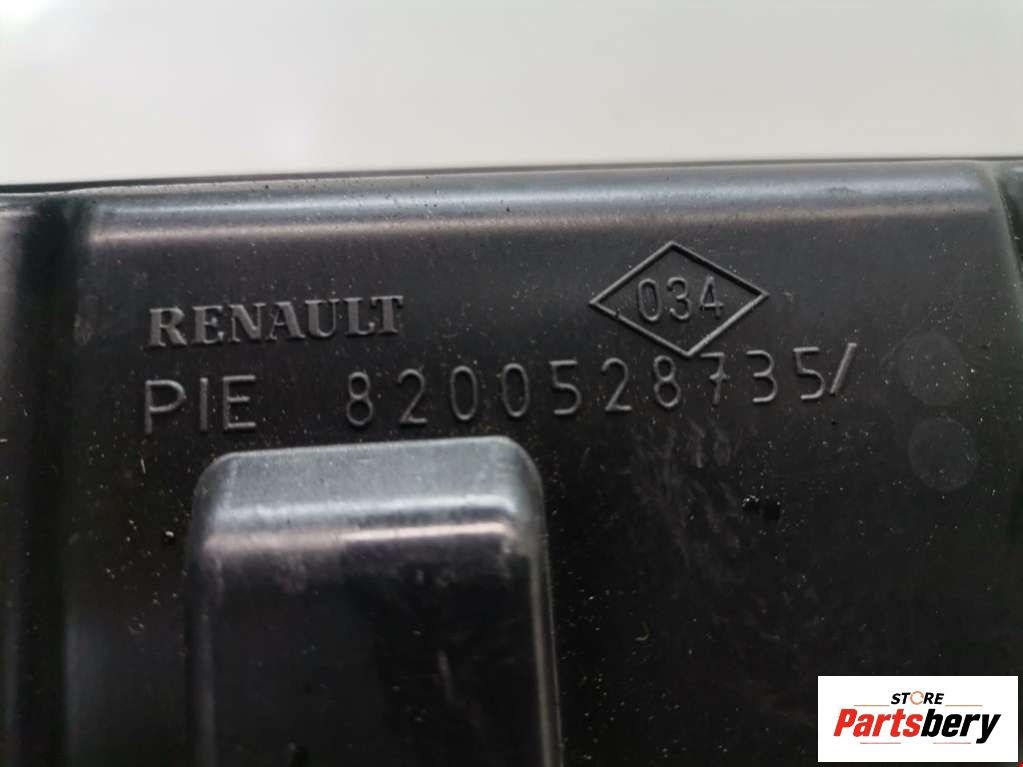 034
RENAULT
PIE 8200528735/
STORE
Partsbery